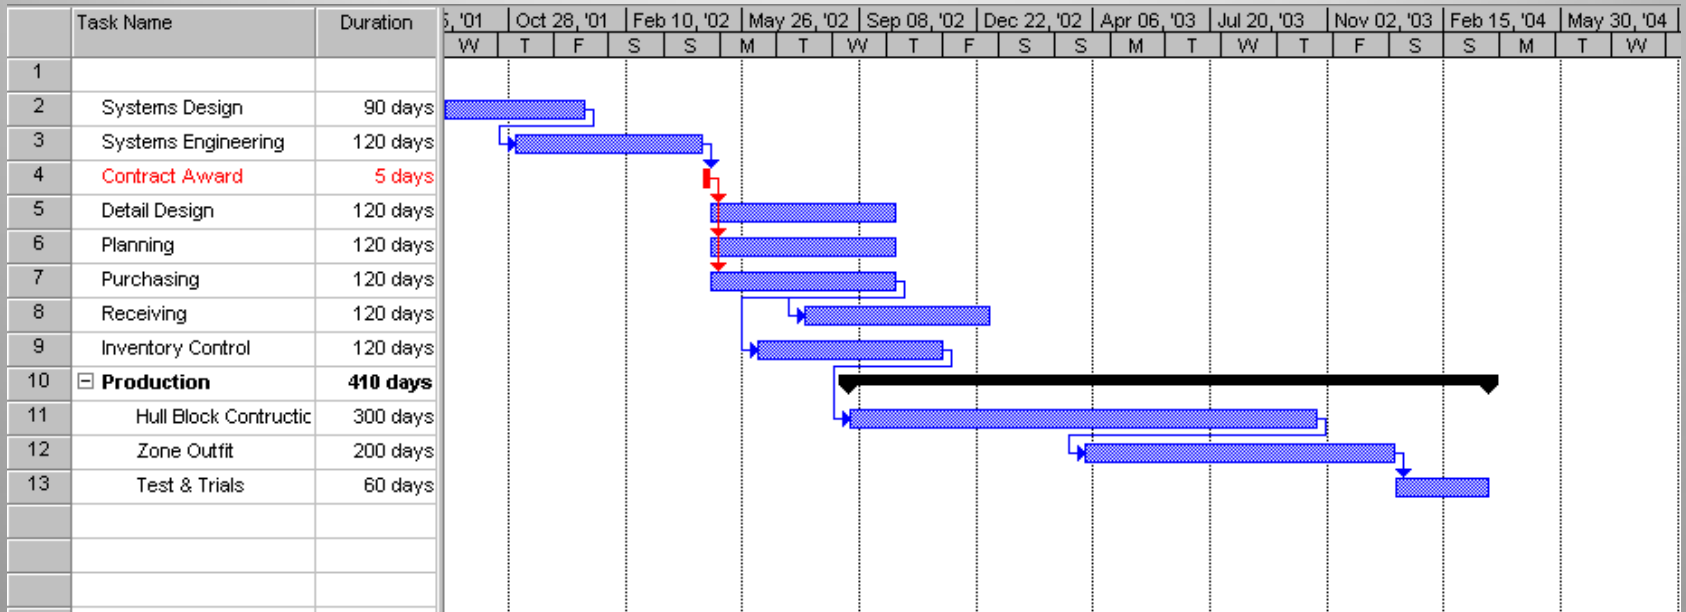 Task Name Duration 5, '01 Oct 28, '01 Feb 10, '02 May 26, '02 Sep 08, '02 Dec 22, '02 Apr 06, '03 Jul 20, '03 Nov 02, '03 Feb 15, '04 May 30, '04
W T F S S M T W T F S S M T W T F S S M T W
1
2 Systems Design 90 days
3 Systems Engineering 120 days
4 Contract Award 5 days
5 Detail Design 120 days
6 Planning 120 days
7 Purchasing 120 days
8 Receiving 120 days
9 Inventory Control 120 days
10 Production 410 days
11 Hull Block Contructic 300 days
12 Zone Outfit 200 days
13 Test & Trials 60 days